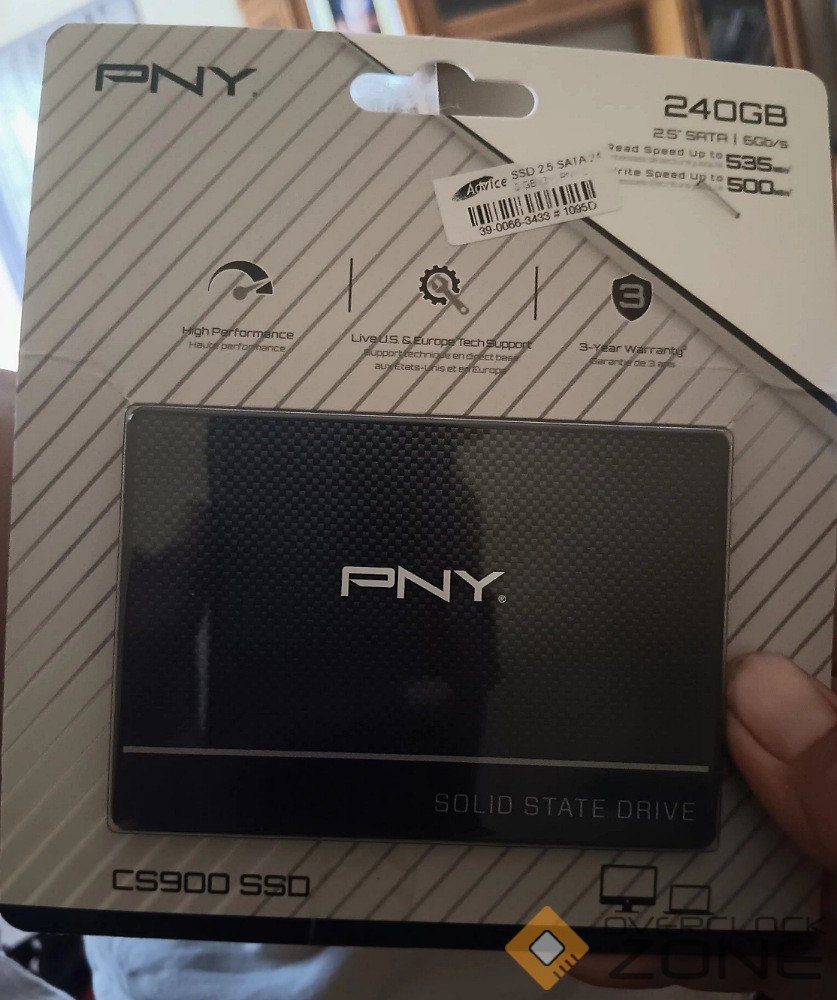 PNY
240GB
2.5" SATA | 6Gb/s
Read Speed Up to 535
Write Speed Up to 500
Advice SSD 2.5 SATA
39-0066-3433 # 1095D
High Performance
Haute performance
Live U.S. & Europe Tech Support
Support technique en direct basé
aux États-Unis et en Europe
3
3-Year Warranty
Garantie de 3 ans
PNY®
SOLID STATE DRIVE
CS900 SSD
OVERCLOCK
ZONE